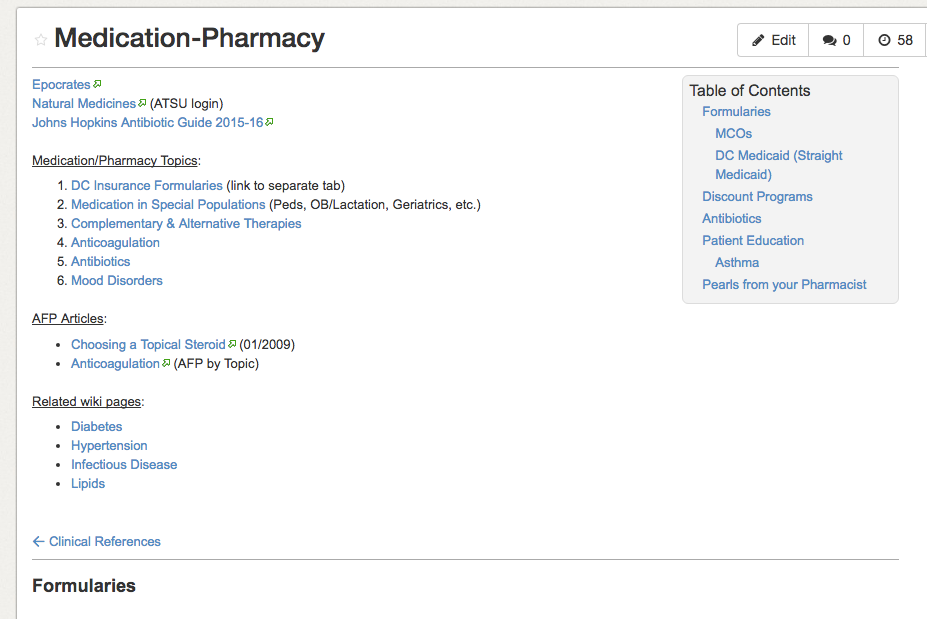 Medication-Pharmacy
Edit
0
58
Epocrates
Natural Medicines (ATSU login)
Johns Hopkins Antibiotic Guide 2015-16
Medication/Pharmacy Topics:
1. DC Insurance Formularies (link to separate tab)
2. Medication in Special Populations (Peds, OB/Lactation, Geriatrics, etc.)
3. Complementary & Alternative Therapies
4. Anticoagulation
5. Antibiotics
6. Mood Disorders
AFP Articles:
• Choosing a Topical Steroid (01/2009)
• Anticoagulation (AFP by Topic)
Related wiki pages:
• Diabetes
• Hypertension
• Infectious Disease
• Lipids
← Clinical References
Formularies
Table of Contents
Formularies
MCOs
DC Medicaid (Straight
Medicaid)
Discount Programs
Antibiotics
Patient Education
Asthma
Pearls from your Pharmacist